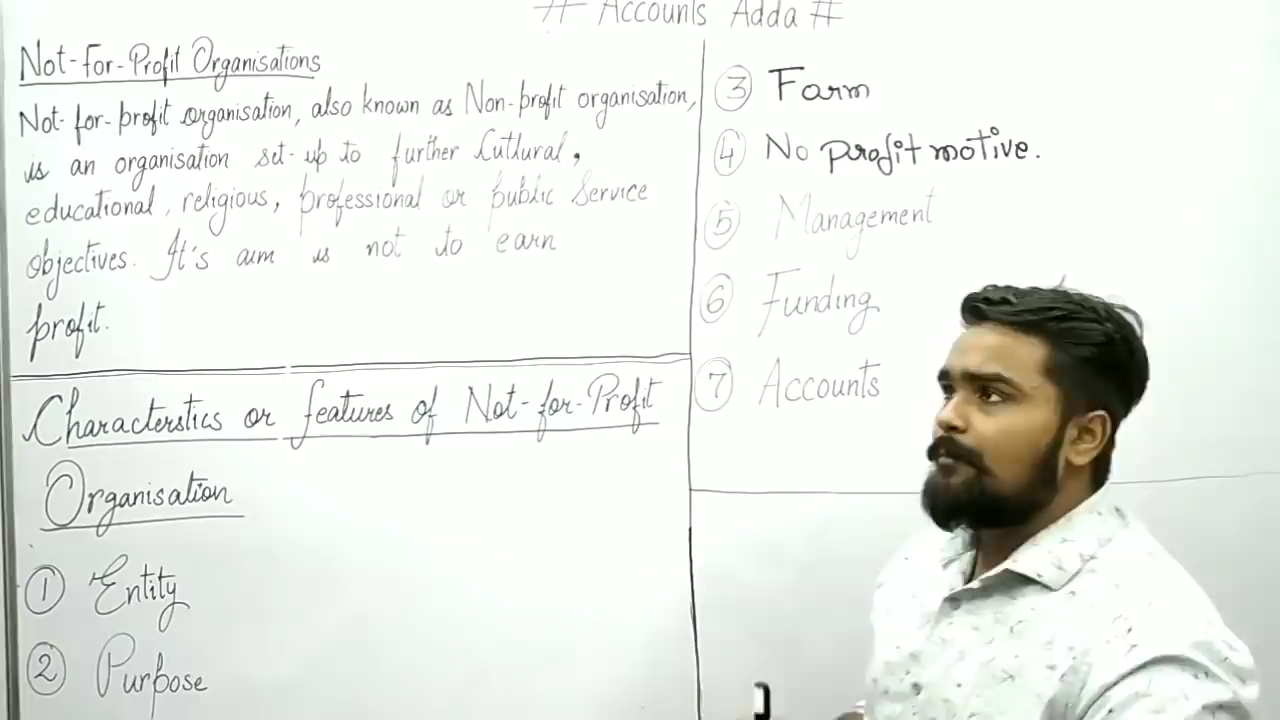 # Accounts Adda #
Not-For-Profit Organisations
Not-for-profit organisation, also known as Non-profit organisation,
is an organisation set-up to further Cutlural,
educational, religious, professional or public Service
objectives. It's aim is not to earn
profit.
Characterstics or features of Not-for-Profit
Organisation
1 Entity
2 Purpose
3 Farm
4 No profit motive.
5 Management
6 Funding
7 Accounts